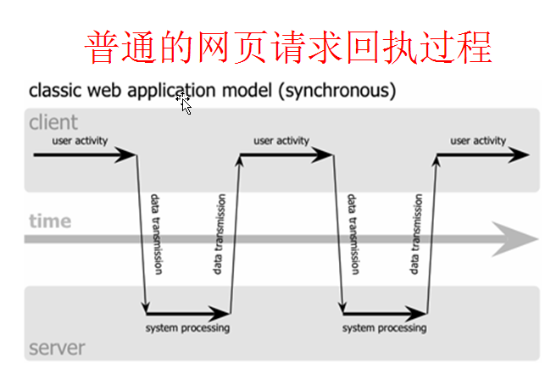 普通的网页请求回执过程
classic web application model (synchronous)
client
user activity
user activity
user activity
data transmission
data transmission
data transmission
data transmission
time
system processing
system processing
server